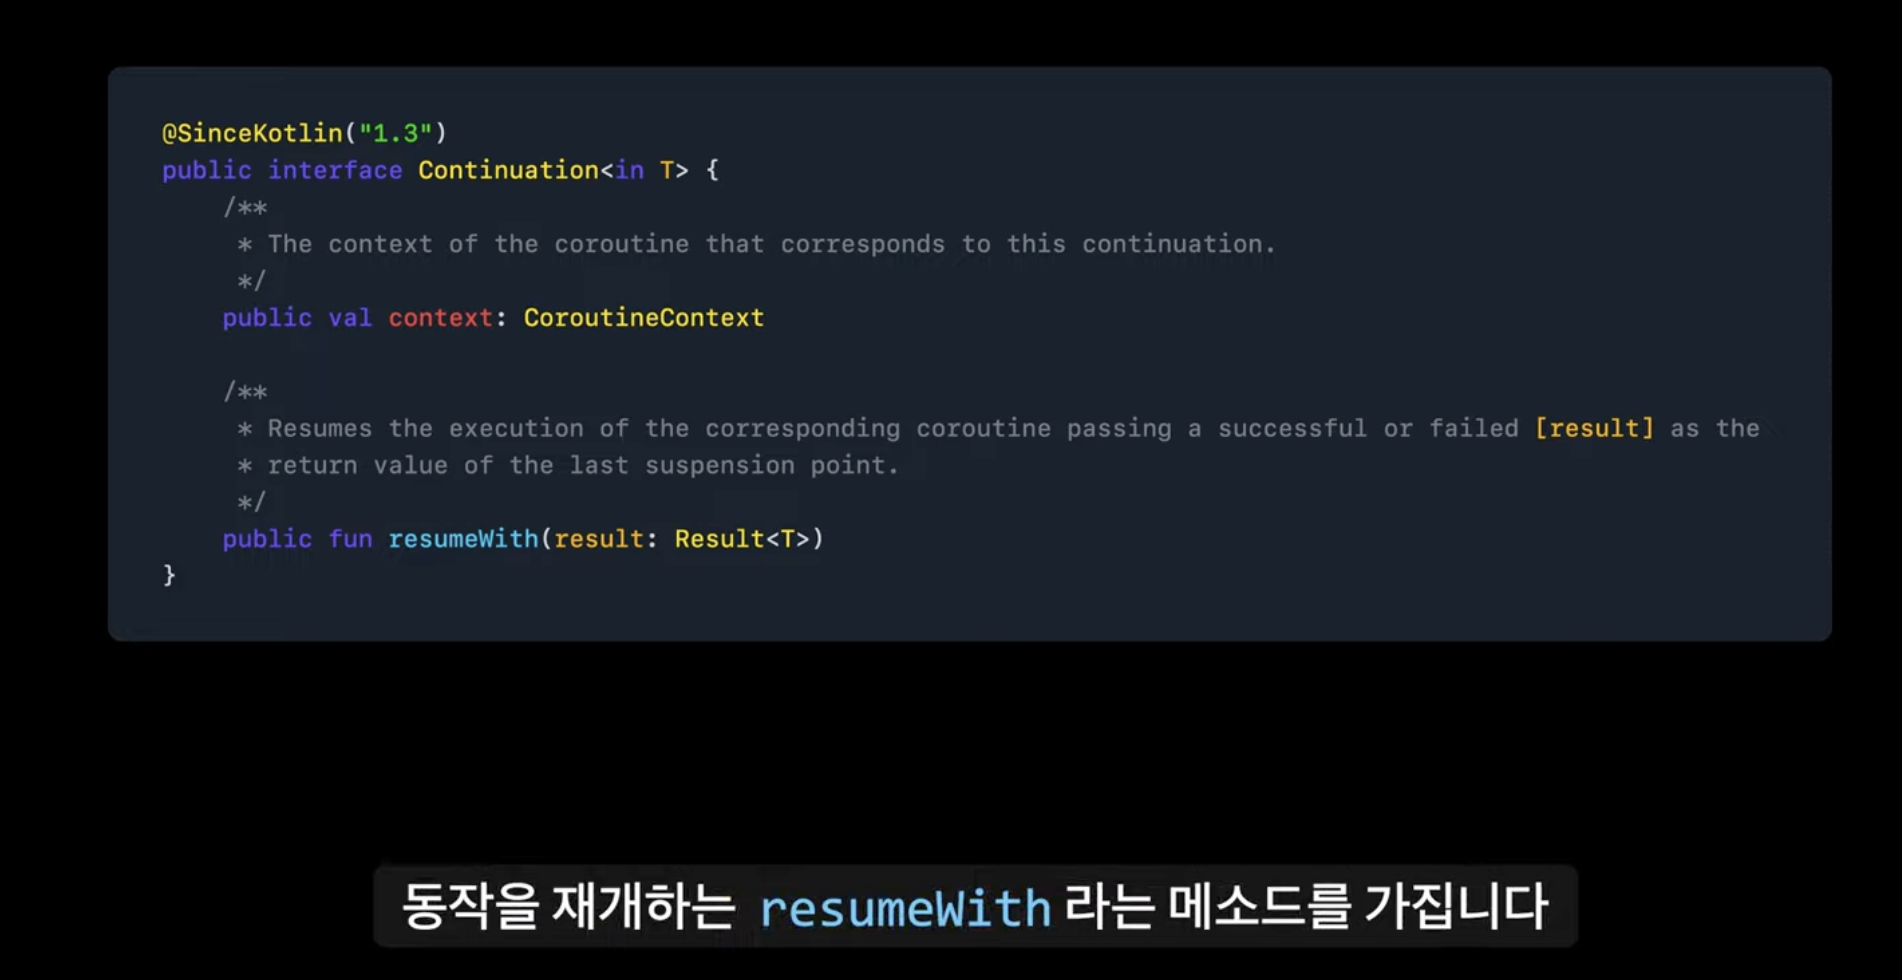 @SinceKotlin("1.3")
public interface Continuation<in T> {
/**
* The context of the coroutine that corresponds to this continuation.
*/
public val context: CoroutineContext
/**
* Resumes the execution of the corresponding coroutine passing a successful or failed [result] as the
* return value of the last suspension point.
*/
public fun resumeWith(result: Result<T>)
}
동작을 재개하는 resumeWith 라는 메소드를 가집니다